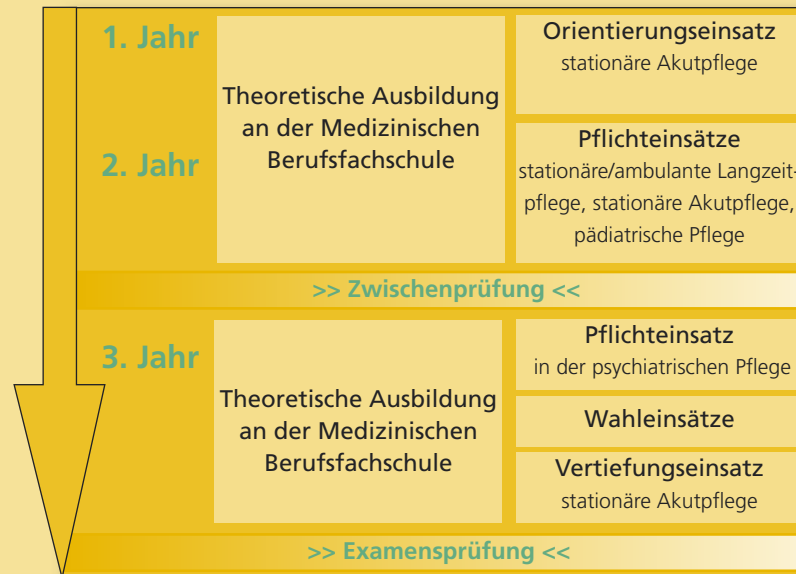 1. Jahr
Theoretische Ausbildung
an der Medizinischen
Berufsfachschule
Orientierungseinsatz
stationäre Akutpflege
2. Jahr
Pflichteinsätze
stationäre/ambulante Langzeit-
pflege, stationäre Akutpflege,
pädiatrische Pflege
>> Zwischenprüfung <<
3. Jahr
Theoretische Ausbildung
an der Medizinischen
Berufsfachschule
Pflichteinsatz
in der psychiatrischen Pflege
Wahleinsätze
Vertiefungseinsatz
stationäre Akutpflege
>> Examensprüfung <<